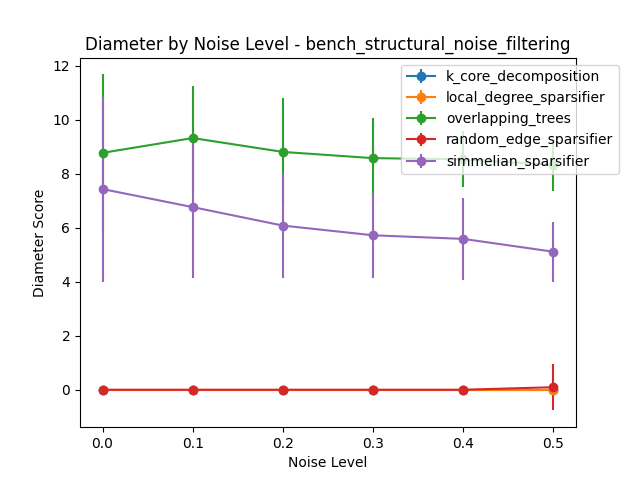 Diameter by Noise Level - bench_structural_noise_filtering
12
10
8
6
4
2
0
Diameter Score
k_core_decomposition
local_degree_sparsifier
overlapping_trees
random_edge_sparsifier
simmelian_sparsifier
0.0 0.1 0.2 0.3 0.4 0.5
Noise Level